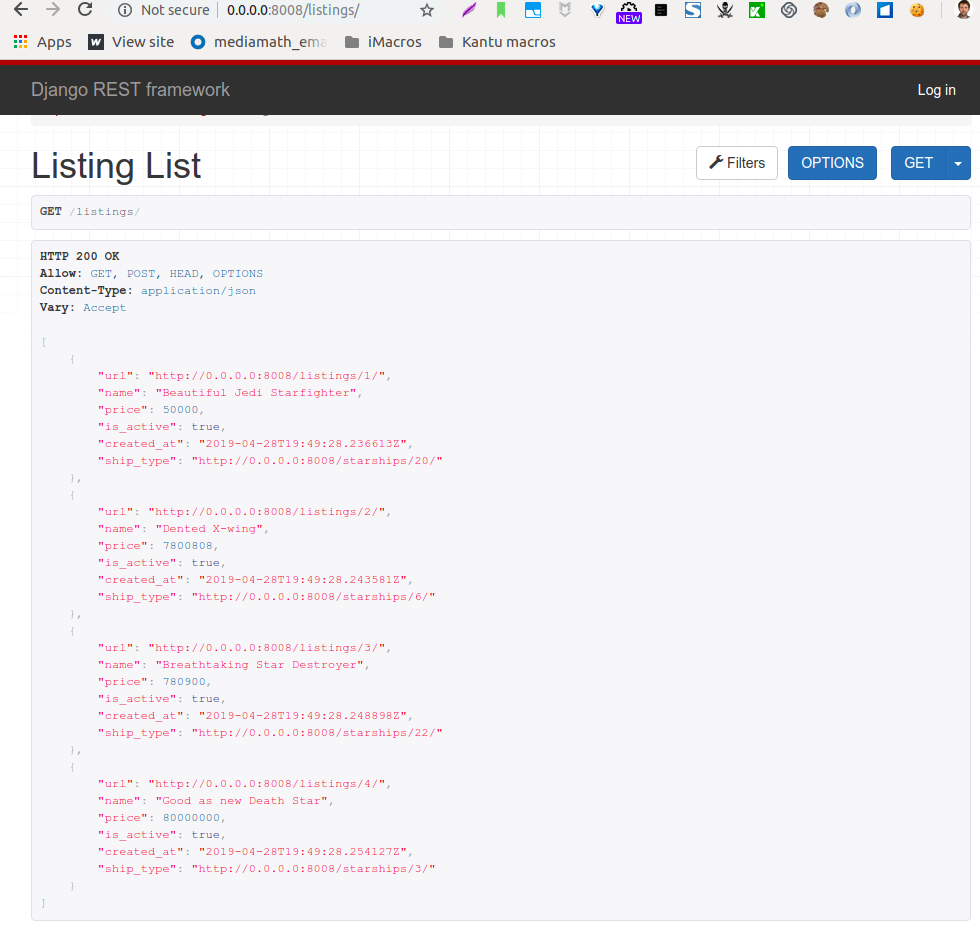 Not secure | 0.0.0.0:8008/listings/
NEW
Apps View site mediamath_ema iMacros Kantu macros
Django REST framework Log in
Listing List Filters OPTIONS GET
GET /listings/
HTTP 200 OK
Allow: GET, POST, HEAD, OPTIONS
Content-Type: application/json
Vary: Accept
[
{
"url": "http://0.0.0.0:8008/listings/1/",
"name": "Beautiful Jedi Starfighter",
"price": 50000,
"is_active": true,
"created_at": "2019-04-28T19:49:28.236613Z",
"ship_type": "http://0.0.0.0:8008/starships/20/"
},
{
"url": "http://0.0.0.0:8008/listings/2/",
"name": "Dented X-wing",
"price": 7800808,
"is_active": true,
"created_at": "2019-04-28T19:49:28.243581Z",
"ship_type": "http://0.0.0.0:8008/starships/6/"
},
{
"url": "http://0.0.0.0:8008/listings/3/",
"name": "Breathtaking Star Destroyer",
"price": 780900,
"is_active": true,
"created_at": "2019-04-28T19:49:28.248898Z",
"ship_type": "http://0.0.0.0:8008/starships/22/"
},
{
"url": "http://0.0.0.0:8008/listings/4/",
"name": "Good as new Death Star",
"price": 80000000,
"is_active": true,
"created_at": "2019-04-28T19:49:28.254127Z",
"ship_type": "http://0.0.0.0:8008/starships/3/"
}
]